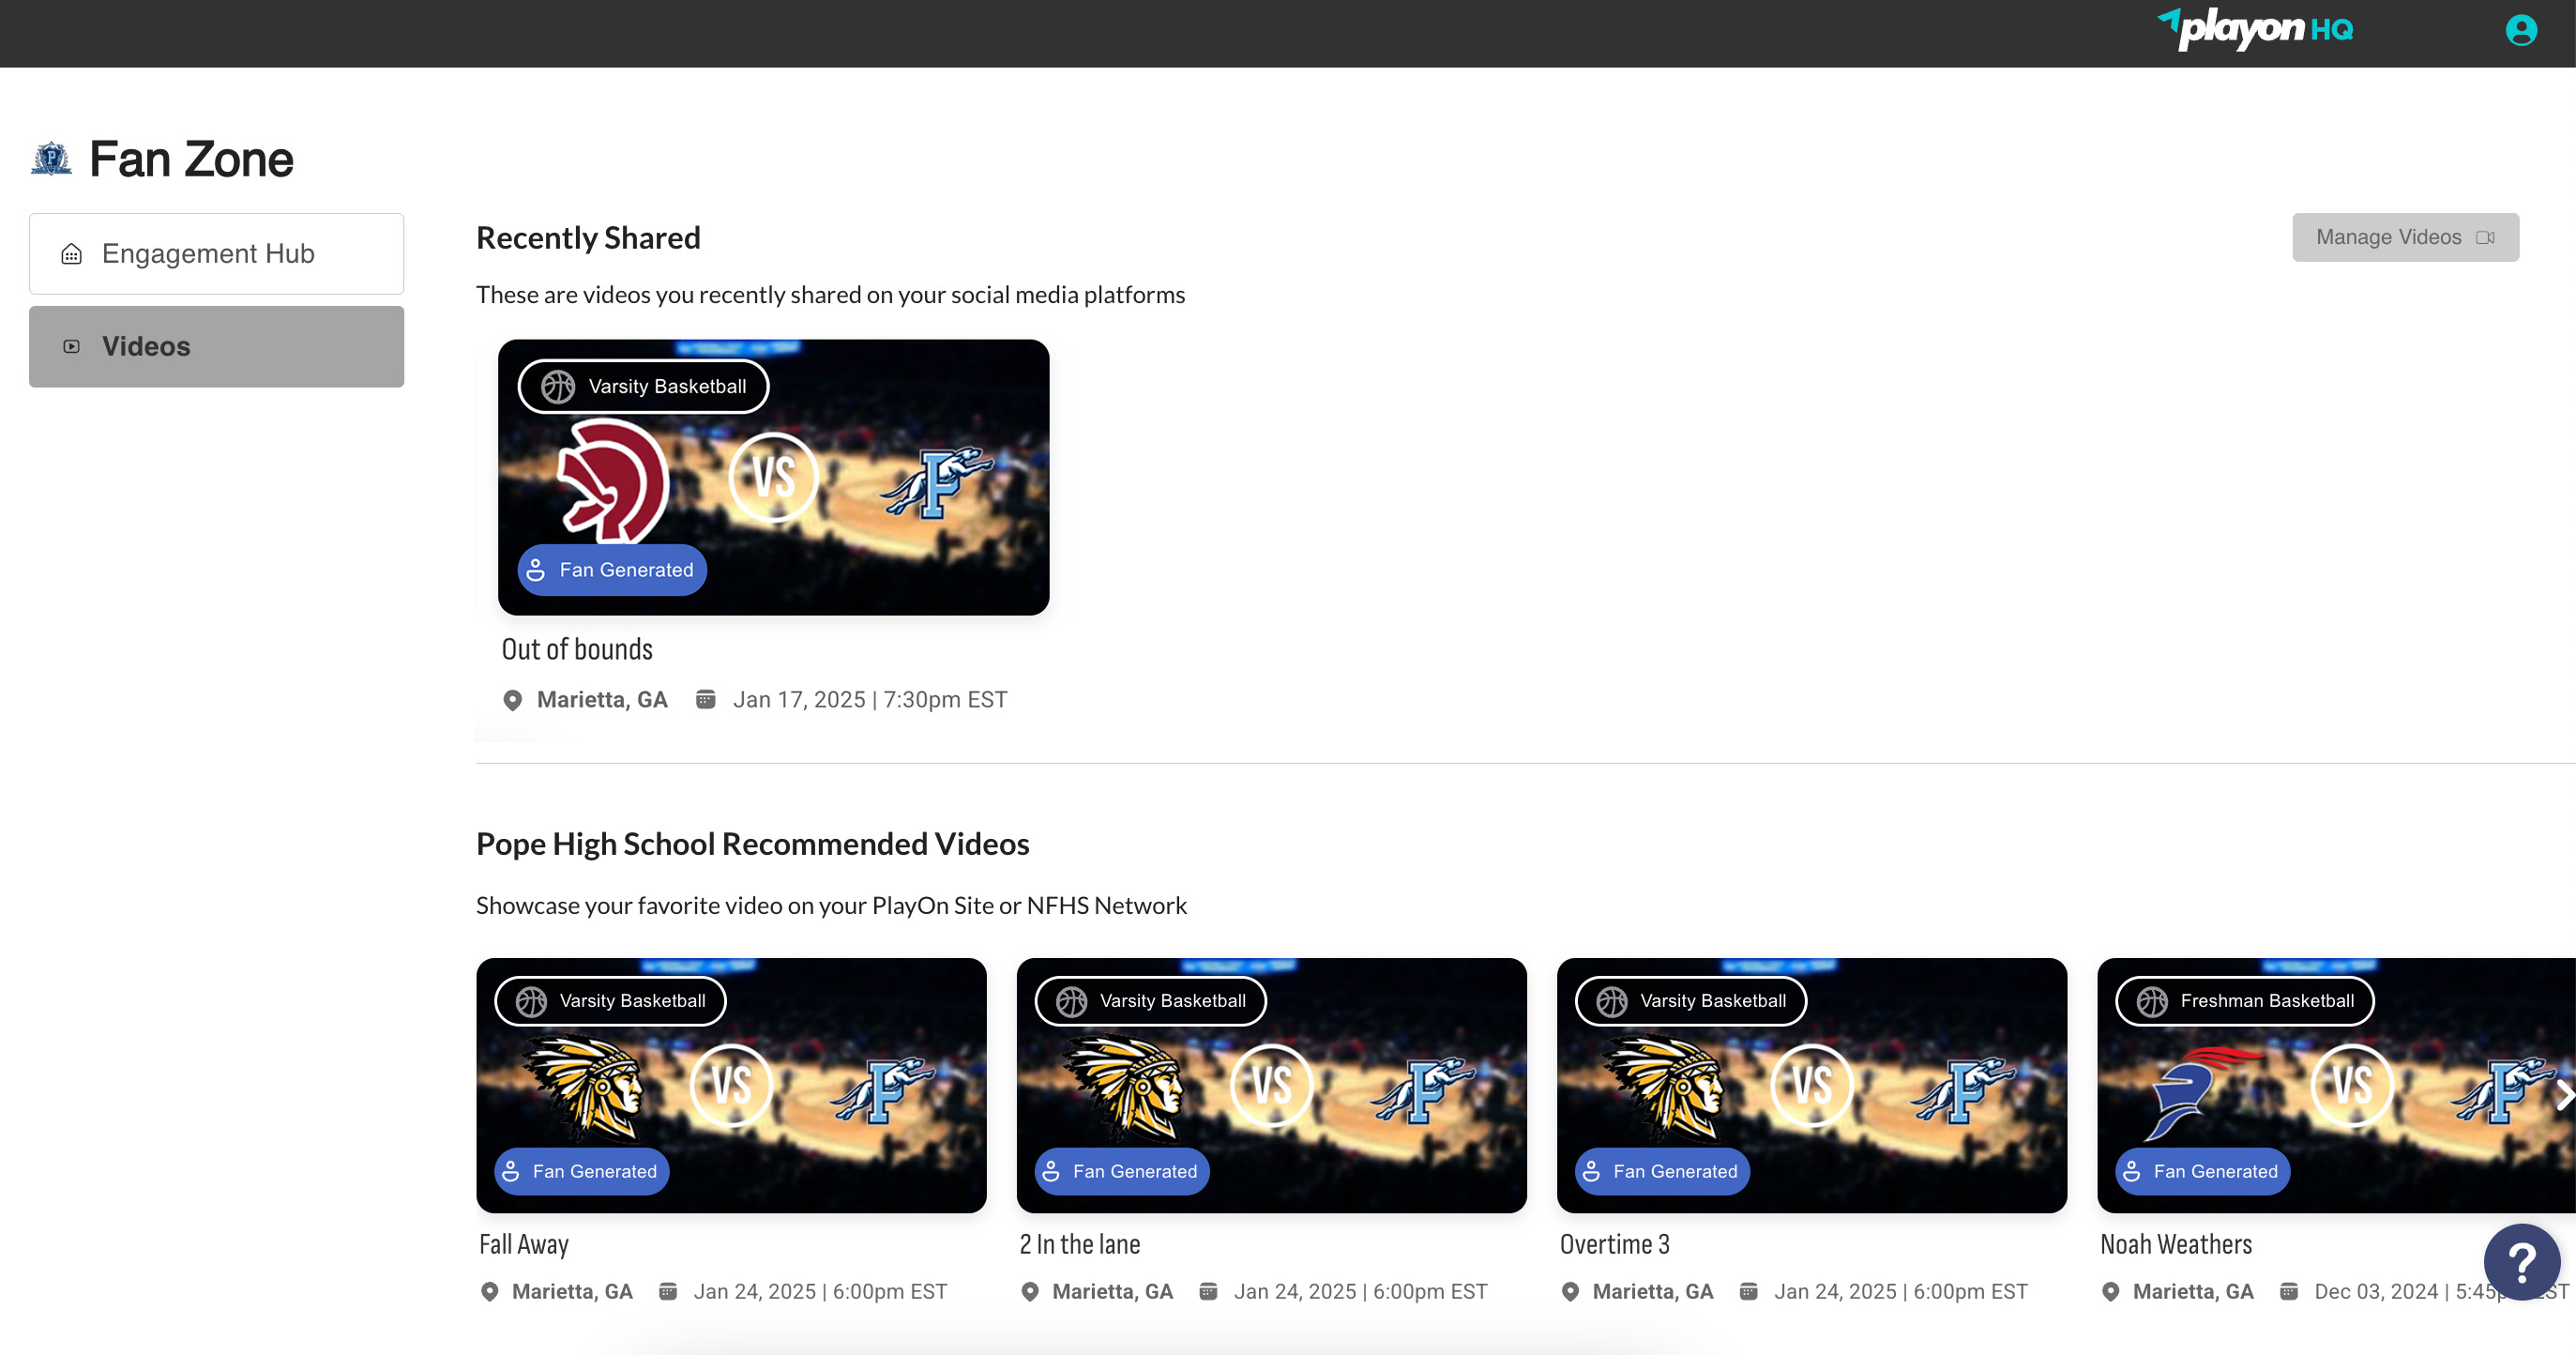 playon HQ
Fan Zone
Engagement Hub
Videos
Recently Shared
Manage Videos
These are videos you recently shared on your social media platforms
Varsity Basketball
VS
P
Fan Generated
Out of bounds
Marietta, GA Jan 17, 2025 | 7:30pm EST
Pope High School Recommended Videos
Showcase your favorite video on your PlayOn Site or NFHS Network
Varsity Basketball
VS
P
Fan Generated
Fall Away
Marietta, GA Jan 24, 2025 | 6:00pm EST
Varsity Basketball
VS
P
Fan Generated
2 In the lane
Marietta, GA Jan 24, 2025 | 6:00pm EST
Varsity Basketball
VS
P
Fan Generated
Overtime 3
Marietta, GA Jan 24, 2025 | 6:00pm EST
Freshman Basketball
VS
P
Fan Generated
Noah Weathers
Marietta, GA Dec 03, 2024 | 5:45
?